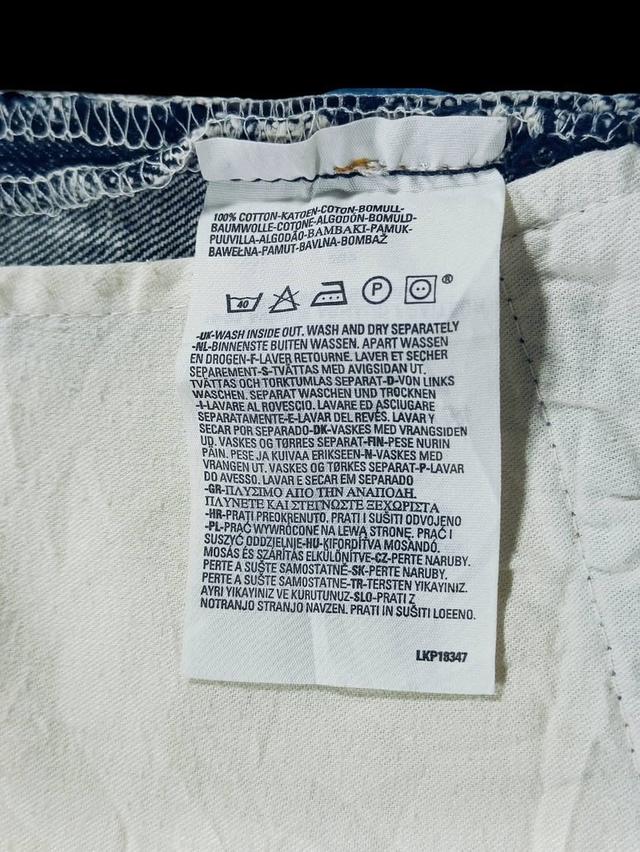 100% COTTON-KATOEN-COTON-BOMULL-
BAUMWOLLE-COTONE-ALGODÓN-BOMULD-
PUUVILLA-ALGODÃO-ΒΑΜΒΑΚΙ-PAMUK-
BAWEŁNA-PAMUT-BAVLNA-BOMBAŽ
40 P ®
-UK-WASH INSIDE OUT. WASH AND DRY SEPARATELY
-NL-BINNENSTE BUITEN WASSEN. APART WASSEN
EN DROGEN-F-LAVER RETOURNE. LAVER ET SECHER
SEPAREMENT-S-TVÄTTAS MED AVIGSIDAN UT.
TVÄTTAS OCH TORKTUMLAS SEPARAT-D-VON LINKS
WASCHEN. SEPARAT WASCHEN UND TROCKNEN
-I-LAVARE AL ROVESCIO. LAVARE ED ASCIUGARE
SEPARATAMENTE-E-LAVAR DEL REVÉS. LAVAR Y
SECAR POR SEPARADO-DK-VASKES MED VRANGSIDEN
UD. VASKES OG TØRRES SEPARAT-FIN-PESE NURIN
PÄIN. PESE JA KUIVAA ERIKSEEN-N-VASKES MED
VRANGEN UT. VASKES OG TØRKES SEPARAT-P-LAVAR
DO AVESSO. LAVAR E SECAR EM SEPARADO
-GR-ΠΛΥΣΙΜΟ ΑΠΟ ΤΗΝ ΑΝΑΠΟΔΗ.
ΠΛΥΝΕΤΕ ΚΑΙ ΣΤΕΓΝΩΣΤΕ ΞΕΧΩΡΙΣΤΑ
-HR-PRATI PREOKRENUTO. PRATI I SUŠITI ODVOJENO
-PL-PRAĆ WYWRÓCONE NA LEWĄ STRONĘ. PRAĆ I
SUSZYĆ ODDZIELNJE-HU-KIFORDÍTVA MOSANDÓ.
MOSÁS ÉS SZÁRÍTÁS ELKÜLÖNÍTVE-CZ-PERTE NARUBY.
PERTE A SUŠTE SAMOSTATNĚ-SK-PERTE NARUBY.
PERTE A SUŠTE SAMOSTATNE-TR-TERSTEN YIKAYINIZ.
AYRI YIKAYINIZ VE KURUTUNUZ-SLO-PRATI Z
NOTRANJO STRANJO NAVZEN. PRATI IN SUŠITI LOEENO.
LKP18347